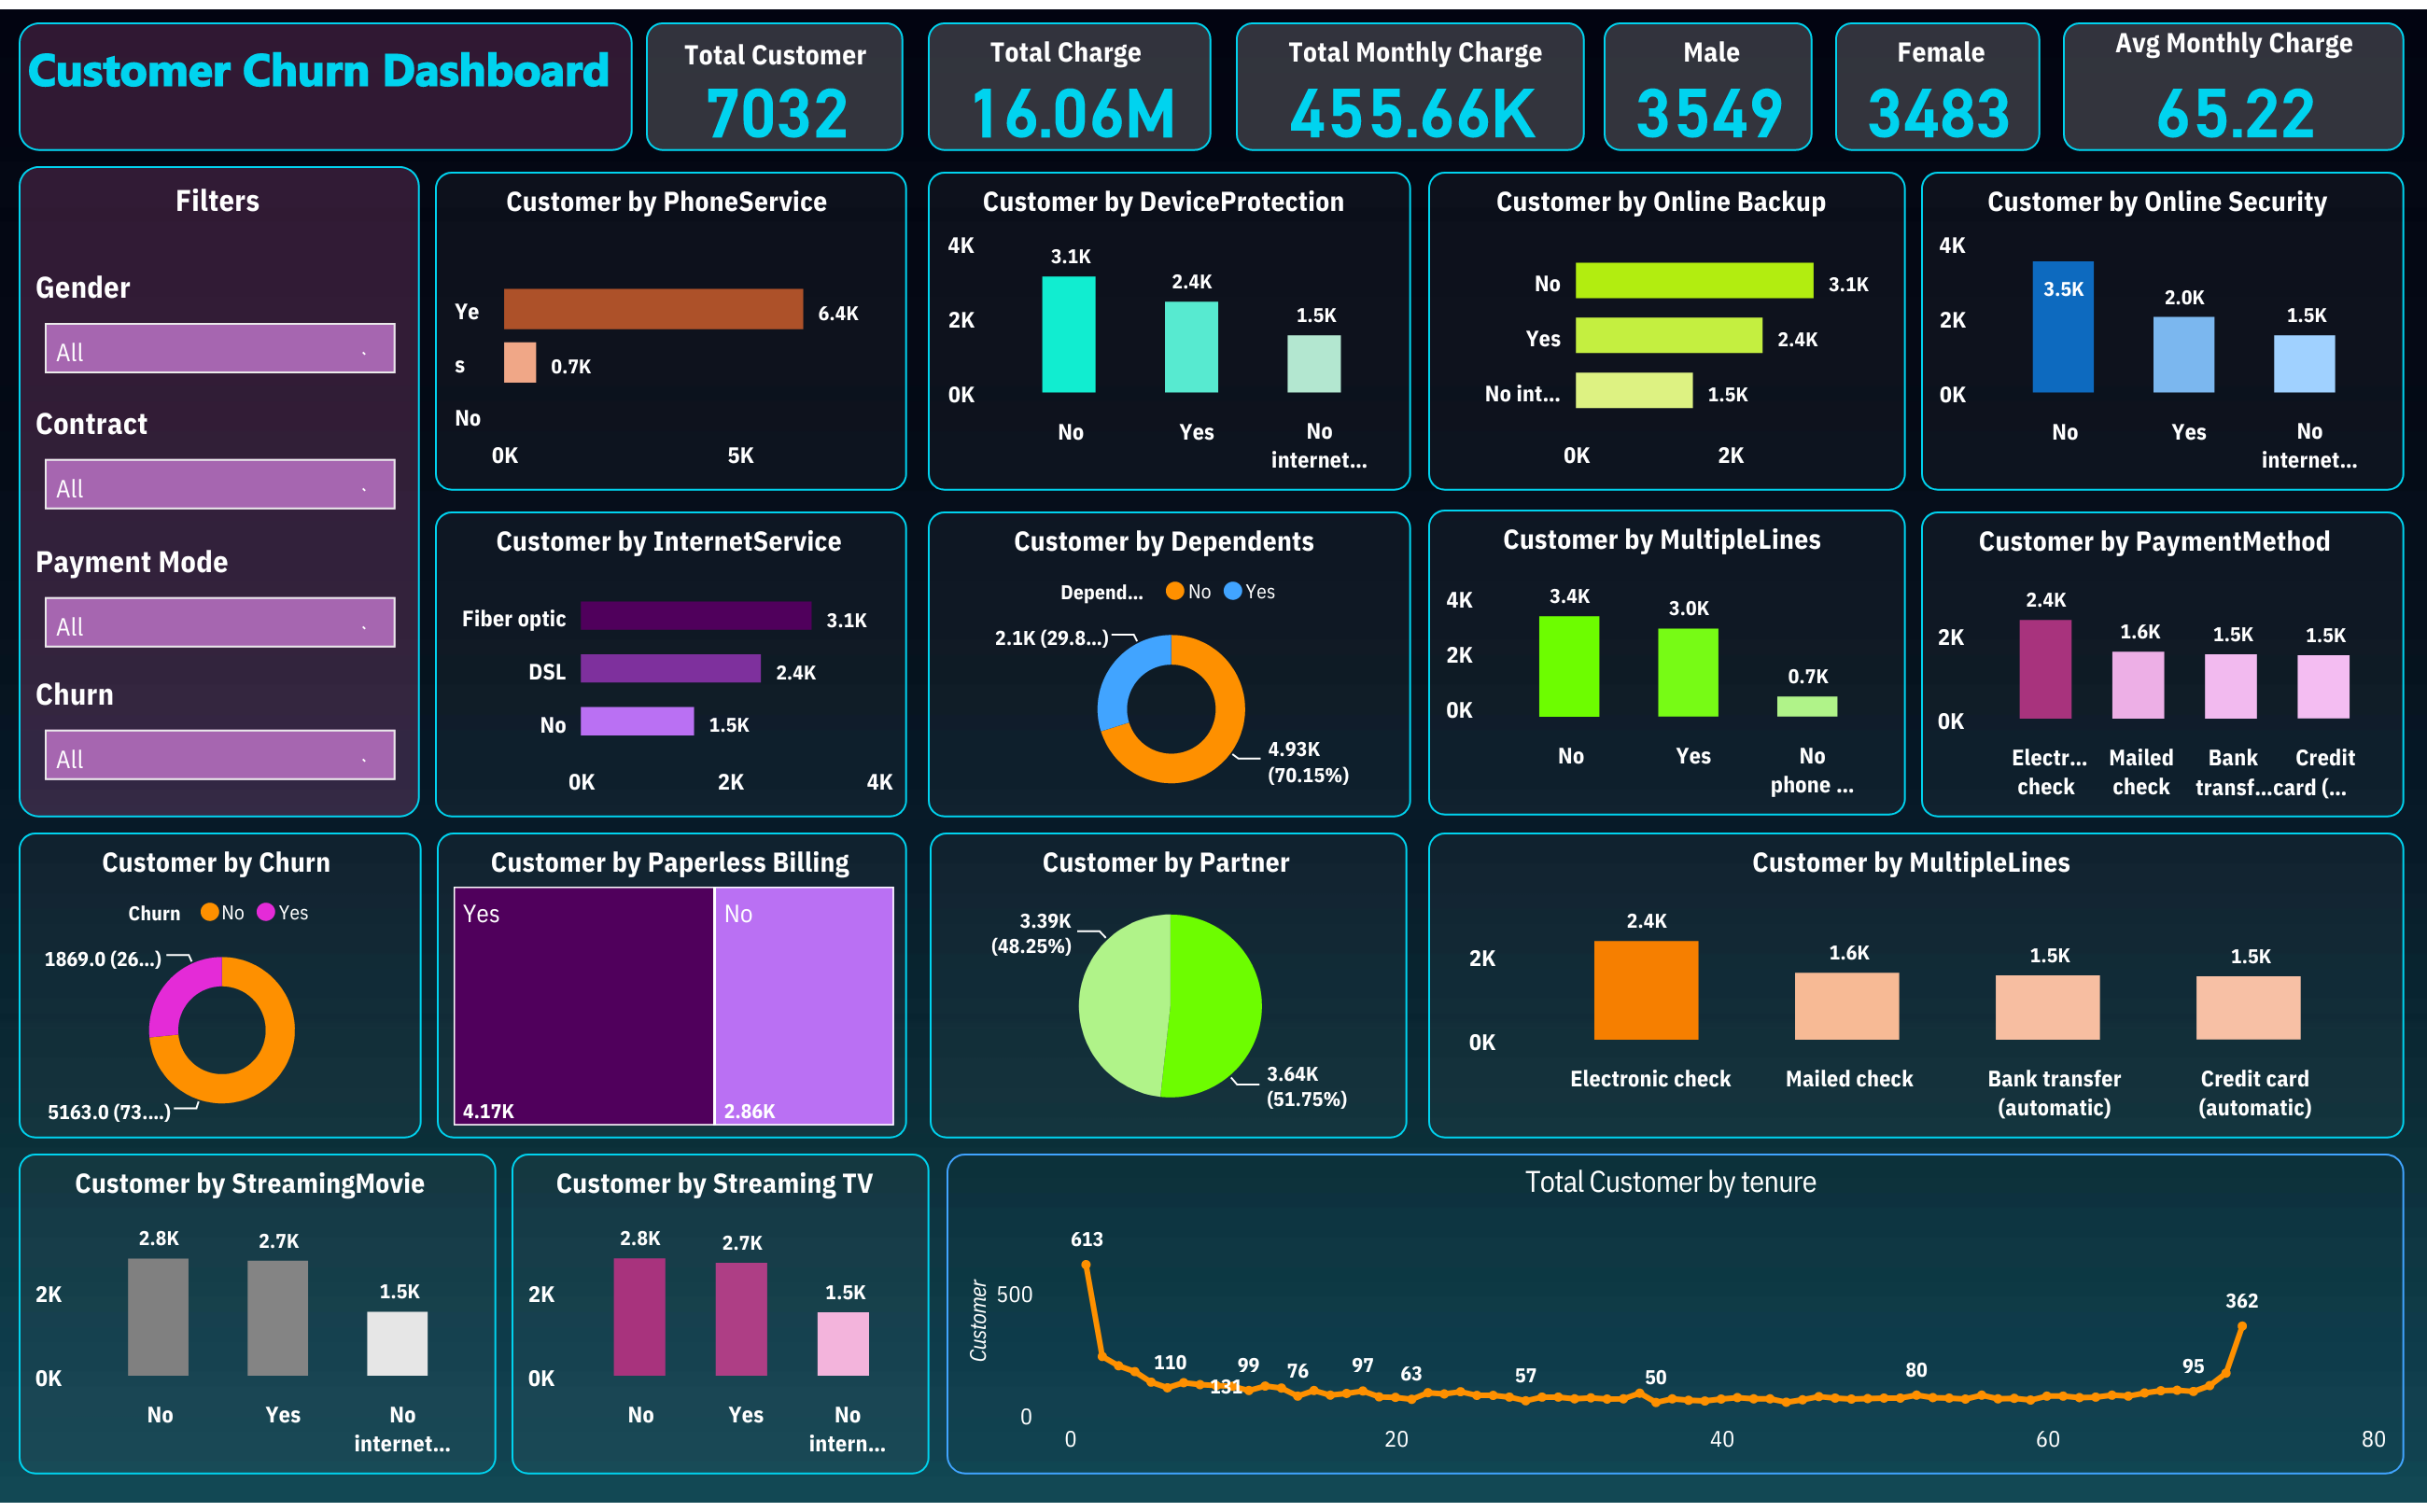 Customer Churn Dashboard
Total Customer
7032
Total Charge
16.06M
Total Monthly Charge
455.66K
Male
3549
Female
3483
Avg Monthly Charge
65.22
Filters
Gender
All
Contract
All
Payment Mode
All
Churn
All
Customer by PhoneService
Ye
s
No
6.4K
0.7K
0K 5K
Customer by DeviceProtection
4K
2K
0K
3.1K
2.4K
1.5K
No Yes No
internet...
Customer by Online Backup
No 3.1K
Yes 2.4K
No int... 1.5K
0K 2K
Customer by Online Security
4K
2K
0K
3.5K
2.0K
1.5K
No Yes No
internet...
Customer by InternetService
Fiber optic 3.1K
DSL 2.4K
No 1.5K
0K 2K 4K
Customer by Dependents
Depend... No Yes
2.1K (29.8...)
4.93K
(70.15%)
Customer by MultipleLines
4K
2K
0K
3.4K
3.0K
0.7K
No Yes No
phone ...
Customer by PaymentMethod
2K
0K
2.4K
1.6K
1.5K
1.5K
Electr... Mailed Bank Credit
check check transf...card (...
Customer by Churn
Churn No Yes
1869.0 (26...)
5163.0 (73....)
Customer by Paperless Billing
Yes No
4.17K 2.86K
Customer by Partner
3.39K
(48.25%)
3.64K
(51.75%)
Customer by MultipleLines
2K
0K
2.4K
1.6K
1.5K
1.5K
Electronic check Mailed check Bank transfer Credit card
(automatic) (automatic)
Customer by StreamingMovie
2K
0K
2.8K
2.7K
1.5K
No Yes No
internet...
Customer by Streaming TV
2K
0K
2.8K
2.7K
1.5K
No Yes No
intern...
Total Customer by tenure
Customer
500
0
613
110
131
99
76
97
63
57
50
80
95
362
0 20 40 60 80